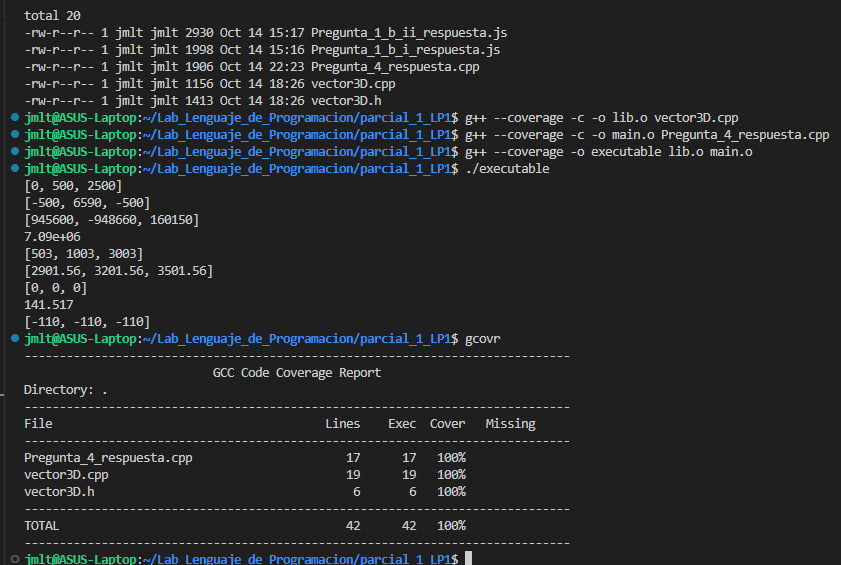 total 20
-rw-r--r-- 1 jmlt jmlt 2930 Oct 14 15:17 Pregunta_1_b_ii_respuesta.js
-rw-r--r-- 1 jmlt jmlt 1998 Oct 14 15:16 Pregunta_1_b_i_respuesta.js
-rw-r--r-- 1 jmlt jmlt 1906 Oct 14 22:23 Pregunta_4_respuesta.cpp
-rw-r--r-- 1 jmlt jmlt 1156 Oct 14 18:26 vector3D.cpp
-rw-r--r-- 1 jmlt jmlt 1413 Oct 14 18:26 vector3D.h
jmlt@ASUS-Laptop:~/Lab_Lenguaje_de_Programacion/parcial_1_LP1$ g++ --coverage -c -o lib.o vector3D.cpp
jmlt@ASUS-Laptop:~/Lab_Lenguaje_de_Programacion/parcial_1_LP1$ g++ --coverage -c -o main.o Pregunta_4_respuesta.cpp
jmlt@ASUS-Laptop:~/Lab_Lenguaje_de_Programacion/parcial_1_LP1$ g++ --coverage -o executable lib.o main.o
jmlt@ASUS-Laptop:~/Lab_Lenguaje_de_Programacion/parcial_1_LP1$ ./executable
[0, 500, 2500]
[-500, 6590, -500]
[945600, -948660, 160150]
7.09e+06
[503, 1003, 3003]
[2901.56, 3201.56, 3501.56]
[0, 0, 0]
141.517
[-110, -110, -110]
jmlt@ASUS-Laptop:~/Lab_Lenguaje_de_Programacion/parcial_1_LP1$ gcovr
------------------------------------------------------------------------------
GCC Code Coverage Report
Directory: .
------------------------------------------------------------------------------
File Lines Exec Cover Missing
------------------------------------------------------------------------------
Pregunta_4_respuesta.cpp 17 17 100%
vector3D.cpp 19 19 100%
vector3D.h 6 6 100%
------------------------------------------------------------------------------
TOTAL 42 42 100%
------------------------------------------------------------------------------
jmlt@ASUS-Laptop:~/Lab_Lenguaje_de_Programacion/parcial_1_LP1$